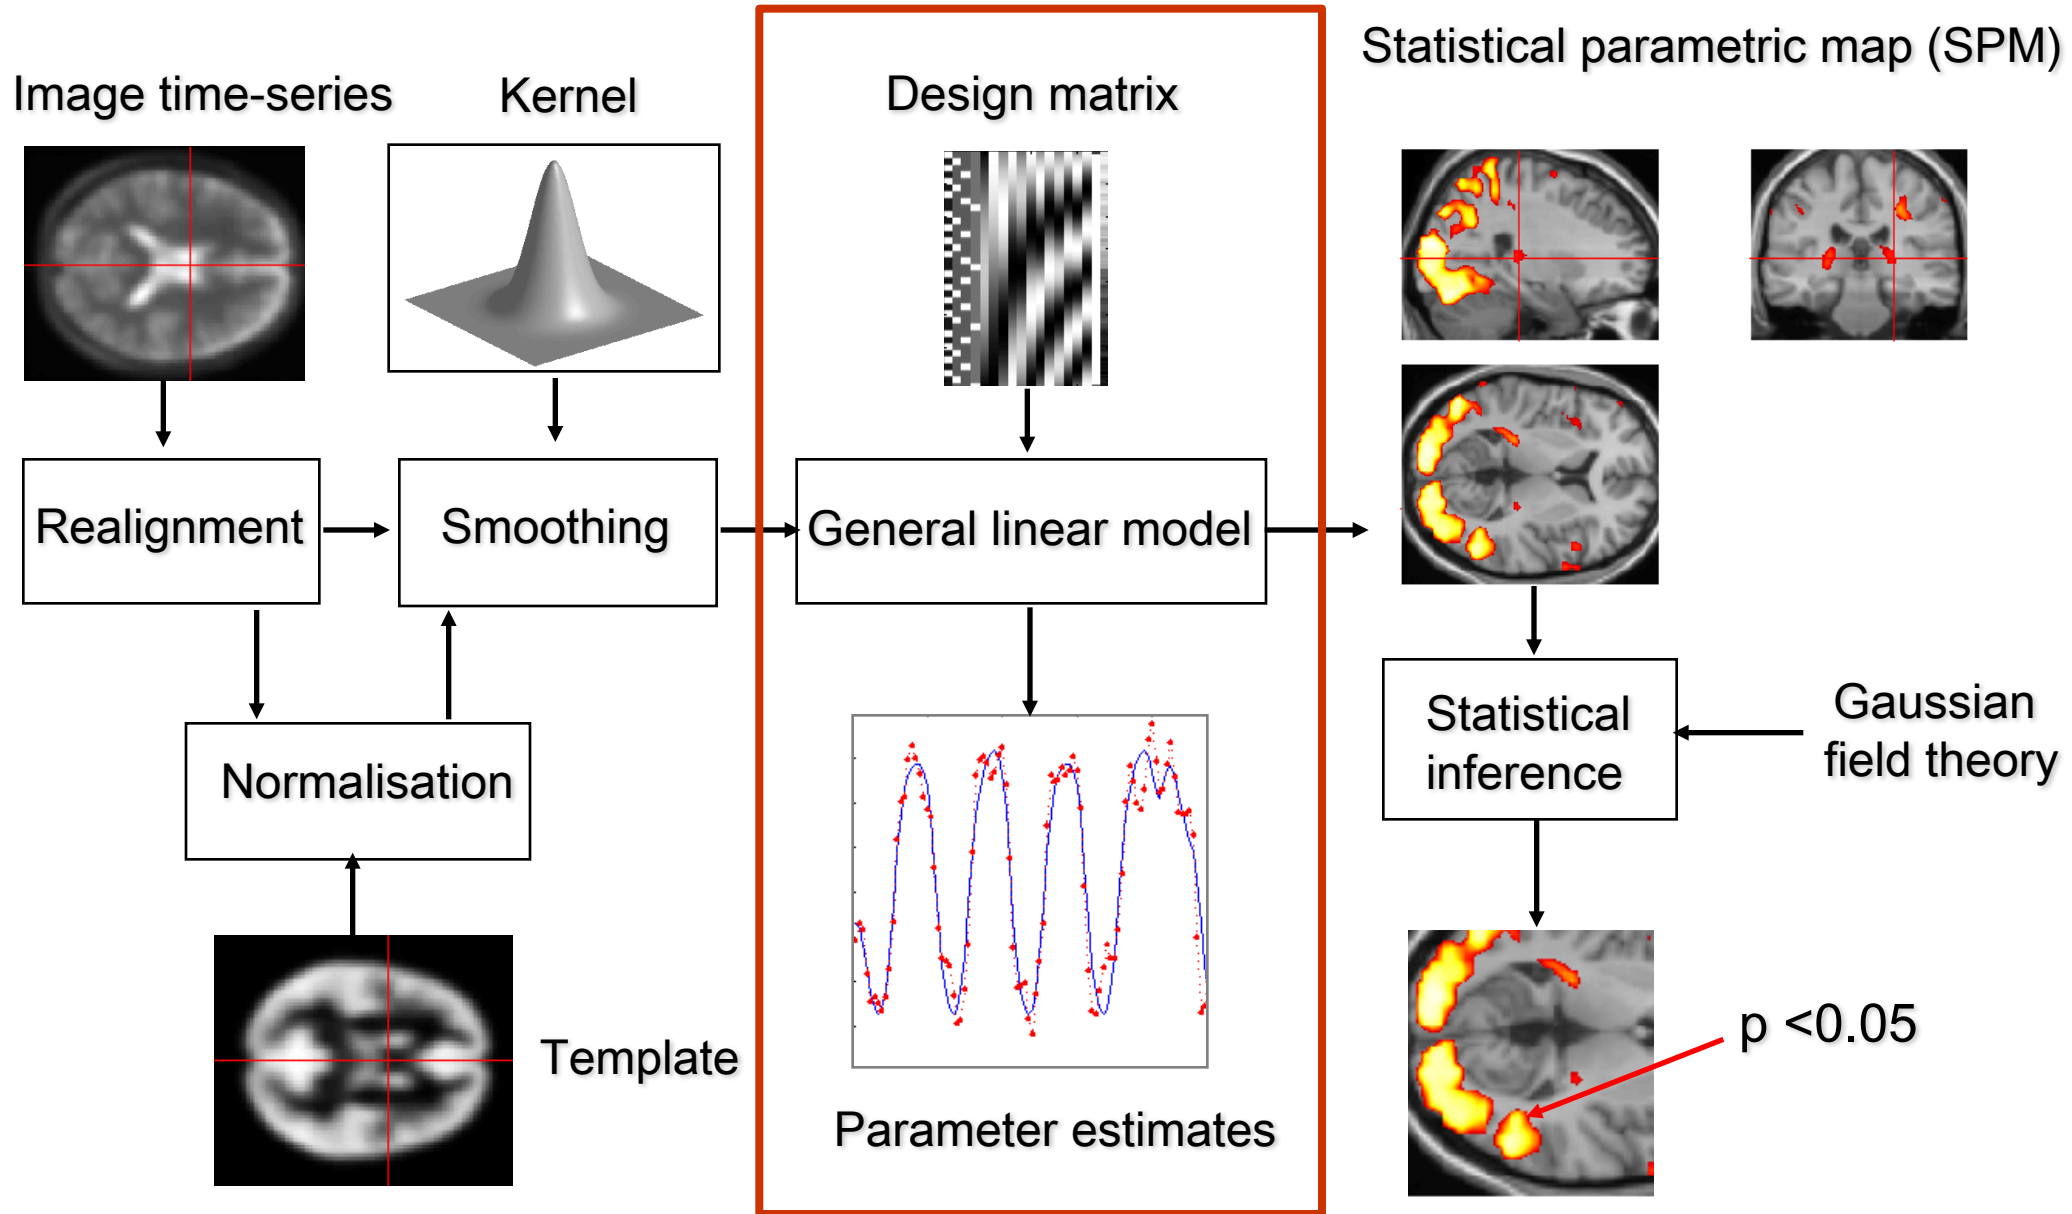 Statistical parametric map (SPM)
Image time-series
Kernel
Design matrix
Realignment
Smoothing
General linear model
Normalisation
Statistical
inference
Gaussian
field theory
Template
Parameter estimates
p <0.05